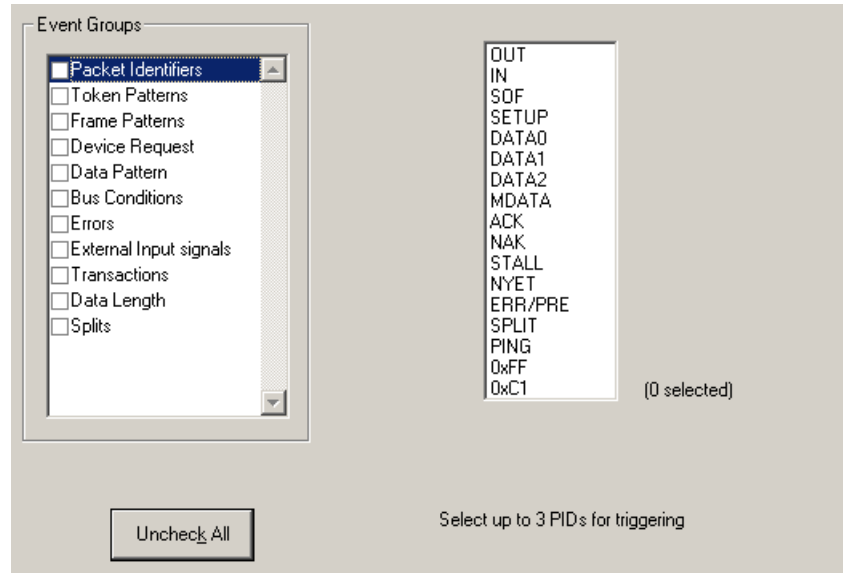 Event Groups
Packet Identifiers
Token Patterns
Frame Patterns
Device Request
Data Pattern
Bus Conditions
Errors
External Input signals
Transactions
Data Length
Splits
OUT
IN
SOF
SETUP
DATA0
DATA1
DATA2
MDATA
ACK
NAK
STALL
NYET
ERR/PRE
SPLIT
PING
0xFF
0xC1
(0 selected)
Uncheck All
Select up to 3 PIDs for triggering